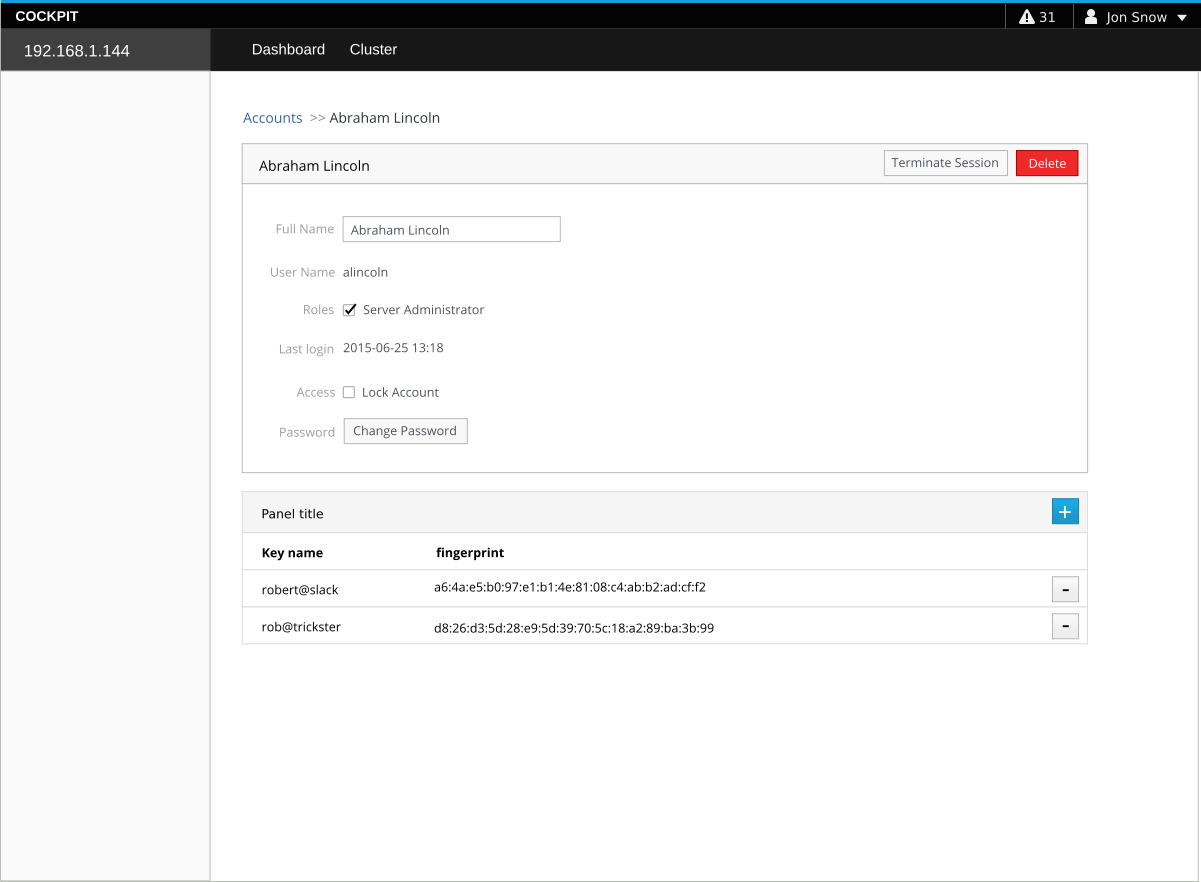 COCKPIT 31 Jon Snow
192.168.1.144 Dashboard Cluster
Accounts >> Abraham Lincoln
Abraham Lincoln Terminate Session Delete
Full Name Abraham Lincoln
User Name alincoln
Roles Server Administrator
Last login 2015-06-25 13:18
Access Lock Account
Password Change Password
Panel title +
Key name fingerprint
robert@slack a6:4a:e5:b0:97:e1:b1:4e:81:08:c4:ab:b2:ad:cf:f2 -
rob@trickster d8:26:d3:5d:28:e9:5d:39:70:5c:18:a2:89:ba:3b:99 -